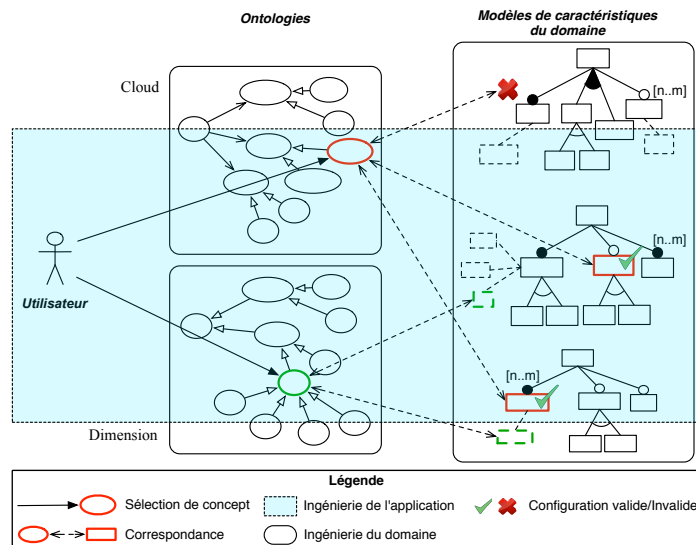 Ontologies
Modèles de caractéristiques
du domaine
Cloud
[n..m]
[n..m]
Utilisateur
[n..m]
Dimension
Légende
Sélection de concept
Ingénierie de l'application
Configuration valide/Invalide
Correspondance
Ingénierie du domaine